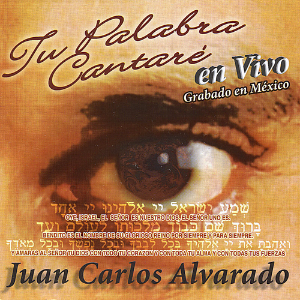 Tu Palabra
Cantaré
en Vivo
Grabado en México
שמע ישראל יי אלהינו יי אחד
OYE, ISRAEL, EL SEÑOR ES NUESTRO DIOS, EL SEÑOR UNO ES.
ברוך שם כבוד מלכותו לעולם ועד
BENDITO ES EL NOMBRE DE SU GLORIOSO REINO POR SIEMPRE Y PARA SIEMPRE
ואהבת את יי אלהיך בכל לבבך ובכל נפשך ובכל מאדך
Y AMARAS AL SEÑOR TU DIOS CON TODO TU CORAZON Y CON TODA TU ALMA Y CON TODAS TUS FUERZAS
Juan Carlos Alvarado